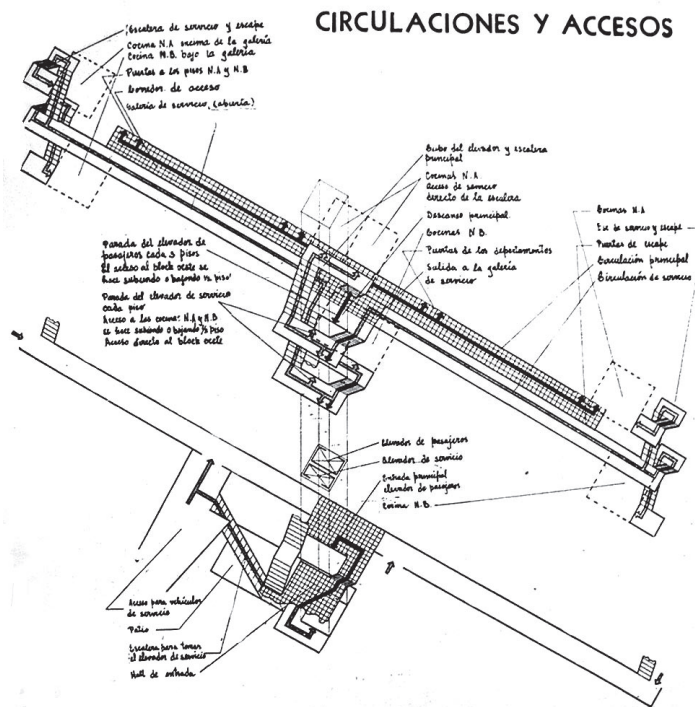 CIRCULACIONES Y ACCESOS
Escalera de servicio y escape
Cocina N.A encima de la galería
Cocina N.B. bajo la galería
Puertas a los pisos N.A y N.B
Corredor de acceso
Galería de servicio (abierta)
Cubo del elevador y escalera
principal
Cocinas N.A.
Acceso de servicio
directo de la escalera
Descanso principal
Cocinas N B.
Puertas de los departamentos
Salida a la galería
de servicio
Cocinas N.A
Esc de servicio y escape
Puertas de escape
Circulación principal
Circulación de servicio
Parada del elevador de
pasajeros cada 3 pisos
El acceso al block oeste se
hace subiendo o bajando ½ piso
Parada del elevador de servicio
cada piso
Acceso a las cocinas: N.A y N.B
se hace subiendo o bajando ½ piso
Acceso directo al block oeste
Elevador de pasajeros
Elevador de servicio
Entrada principal
elevador de pasajeros
Cocina N.B.
Acceso para vehículos
de servicio
Patio
Escalera para tomar
el elevador de servicio
Hall de entrada